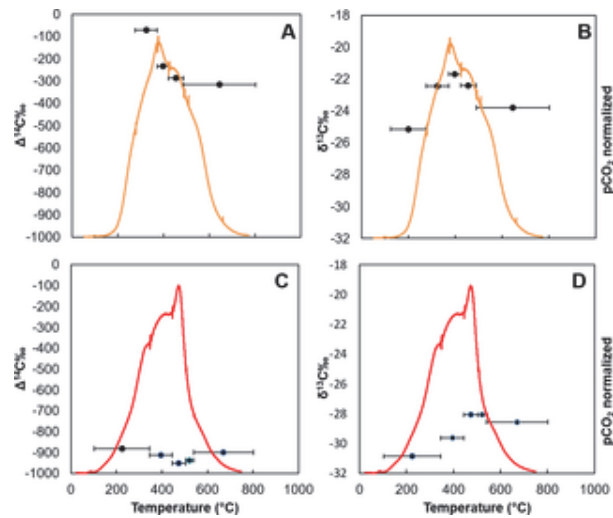 A
Δ¹⁴C‰
0
-100
-200
-300
-400
-500
-600
-700
-800
-900
-1000
0 200 400 600 800 1000
B
δ¹³C‰
-18
-20
-22
-24
-26
-28
-30
-32
0 200 400 600 800 1000
pCO₂ normalized
C
Δ¹⁴C‰
0
-100
-200
-300
-400
-500
-600
-700
-800
-900
-1000
0 200 400 600 800 1000
Temperature (°C)
D
δ¹³C‰
-18
-20
-22
-24
-26
-28
-30
-32
0 200 400 600 800 1000
Temperature (°C)
pCO₂ normalized